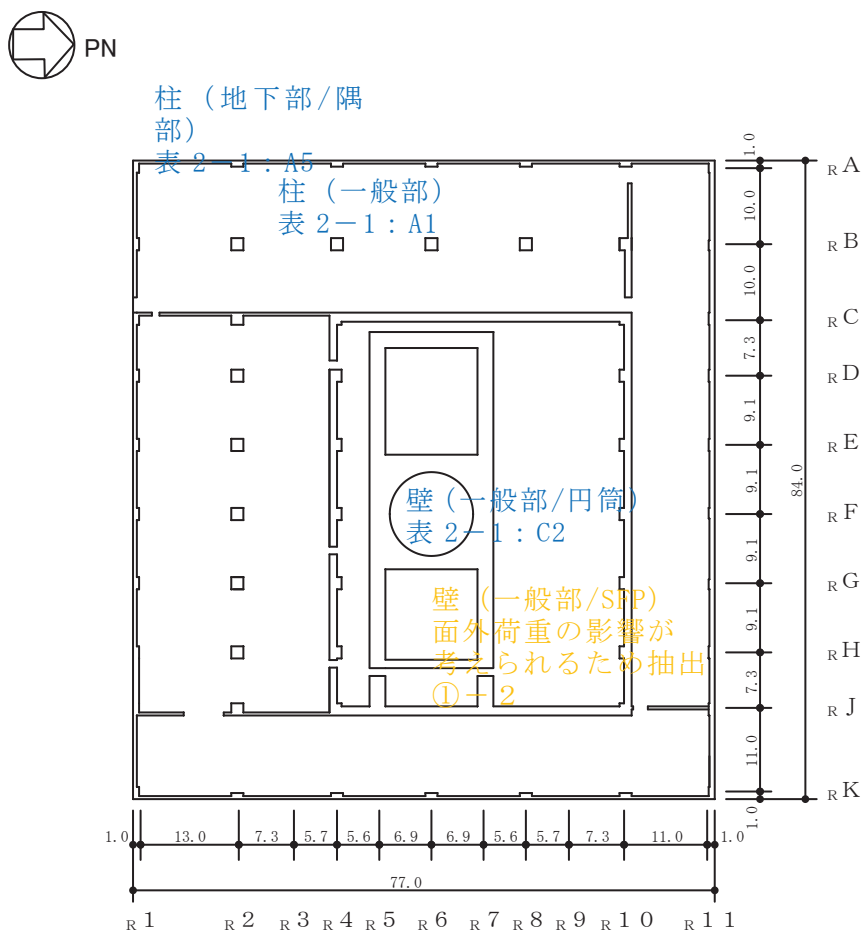 PN
柱（地下部/隅
部）
表 2－1：A5
柱（一般部）
表 2－1：A1
壁（一般部/円筒）
表 2－1：C2
壁（一般部/SFP）
面外荷重の影響が
考えられるため抽出
①－2
1.0
10.0
10.0
7.3
9.1
9.1
9.1
9.1
7.3
11.0
1.0
84.0
RA
RB
RC
RD
RE
RF
RG
RH
RJ
RK
1.0 13.0 7.3 5.7 5.6 6.9 6.9 5.6 5.7 7.3 11.0 1.0
77.0
R1 R2 R3 R4 R5 R6 R7 R8 R9 R10 R11